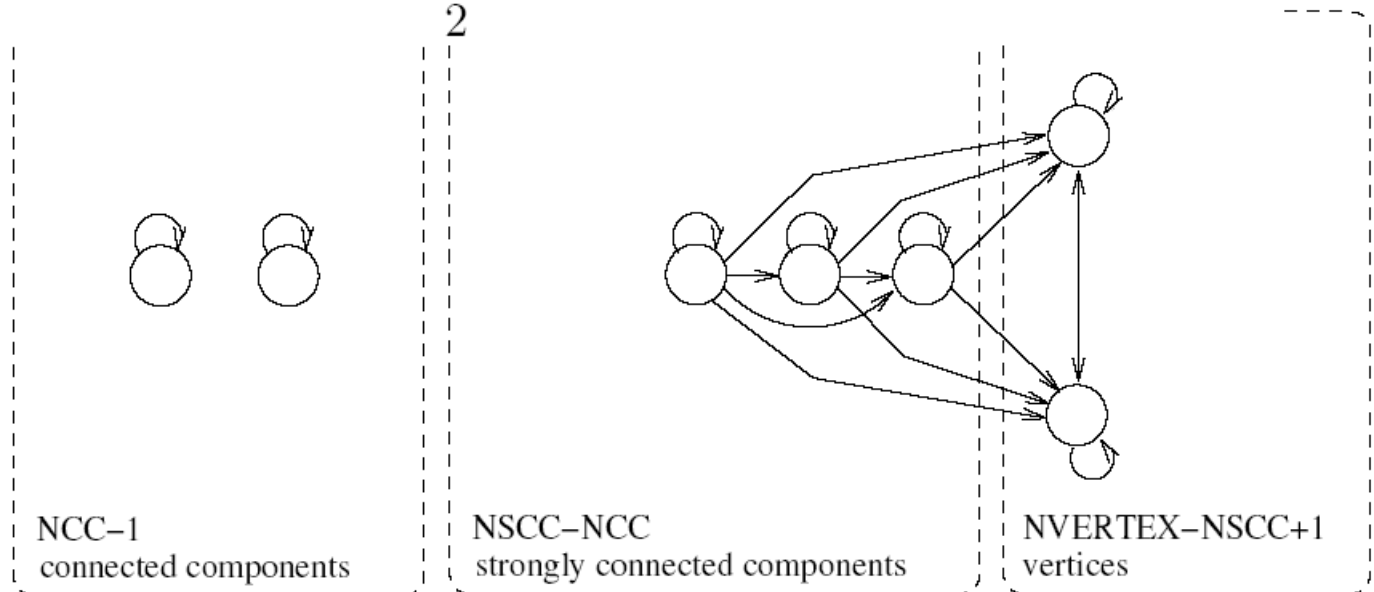 2
NCC−1
connected components
NSCC−NCC
strongly connected components
NVERTEX−NSCC+1
vertices